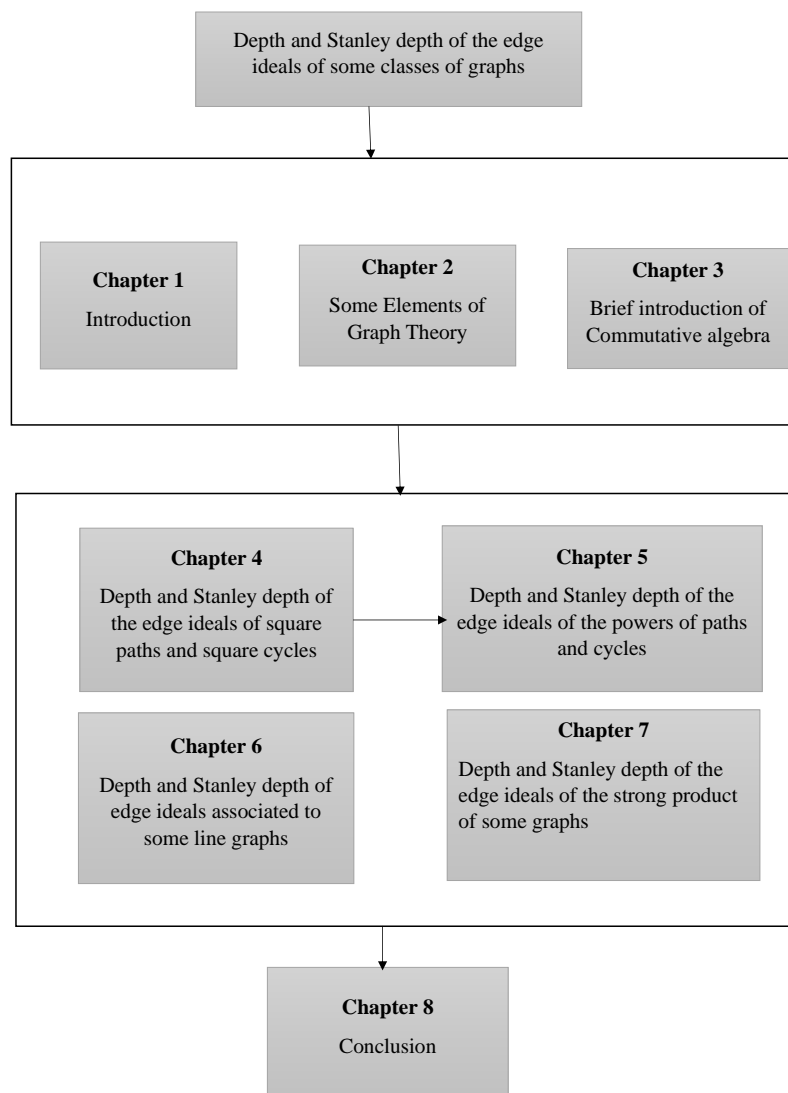 Depth and Stanley depth of the edge
ideals of some classes of graphs
Chapter 1
Introduction
Chapter 2
Some Elements of
Graph Theory
Chapter 3
Brief introduction of
Commutative algebra
Chapter 4
Depth and Stanley depth of
the edge ideals of square
paths and square cycles
Chapter 5
Depth and Stanley depth of the
edge ideals of the powers of paths
and cycles
Chapter 6
Depth and Stanley depth of
edge ideals associated to
some line graphs
Chapter 7
Depth and Stanley depth of the
edge ideals of the strong product
of some graphs
Chapter 8
Conclusion